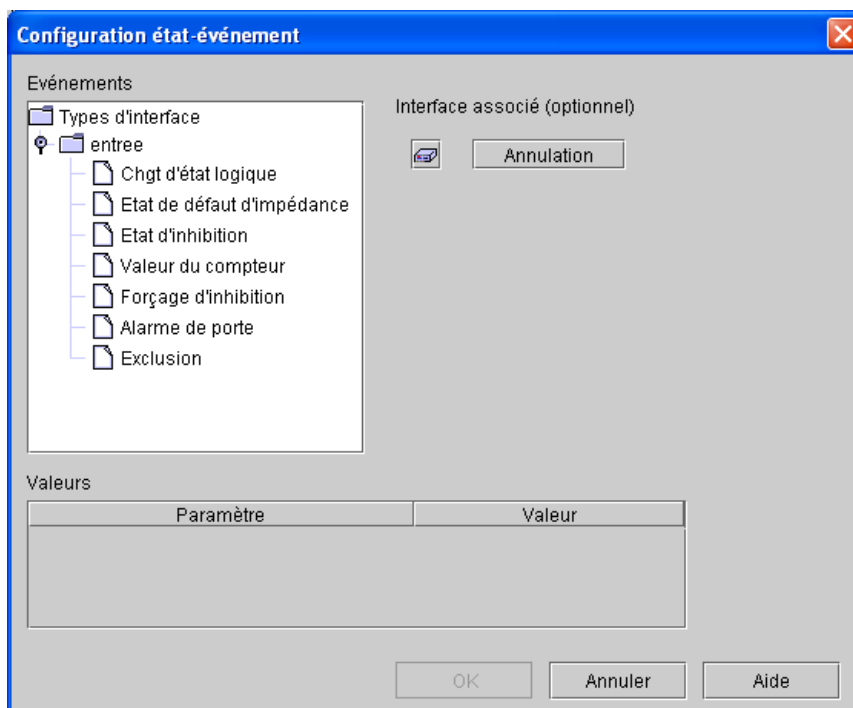 Configuration état-événement
Evénements
Types d'interface
entree
Chgt d'état logique
Etat de défaut d'impédance
Etat d'inhibition
Valeur du compteur
Forçage d'inhibition
Alarme de porte
Exclusion
Interface associé (optionnel)
Annulation
Valeurs
Paramètre Valeur
OK Annuler Aide